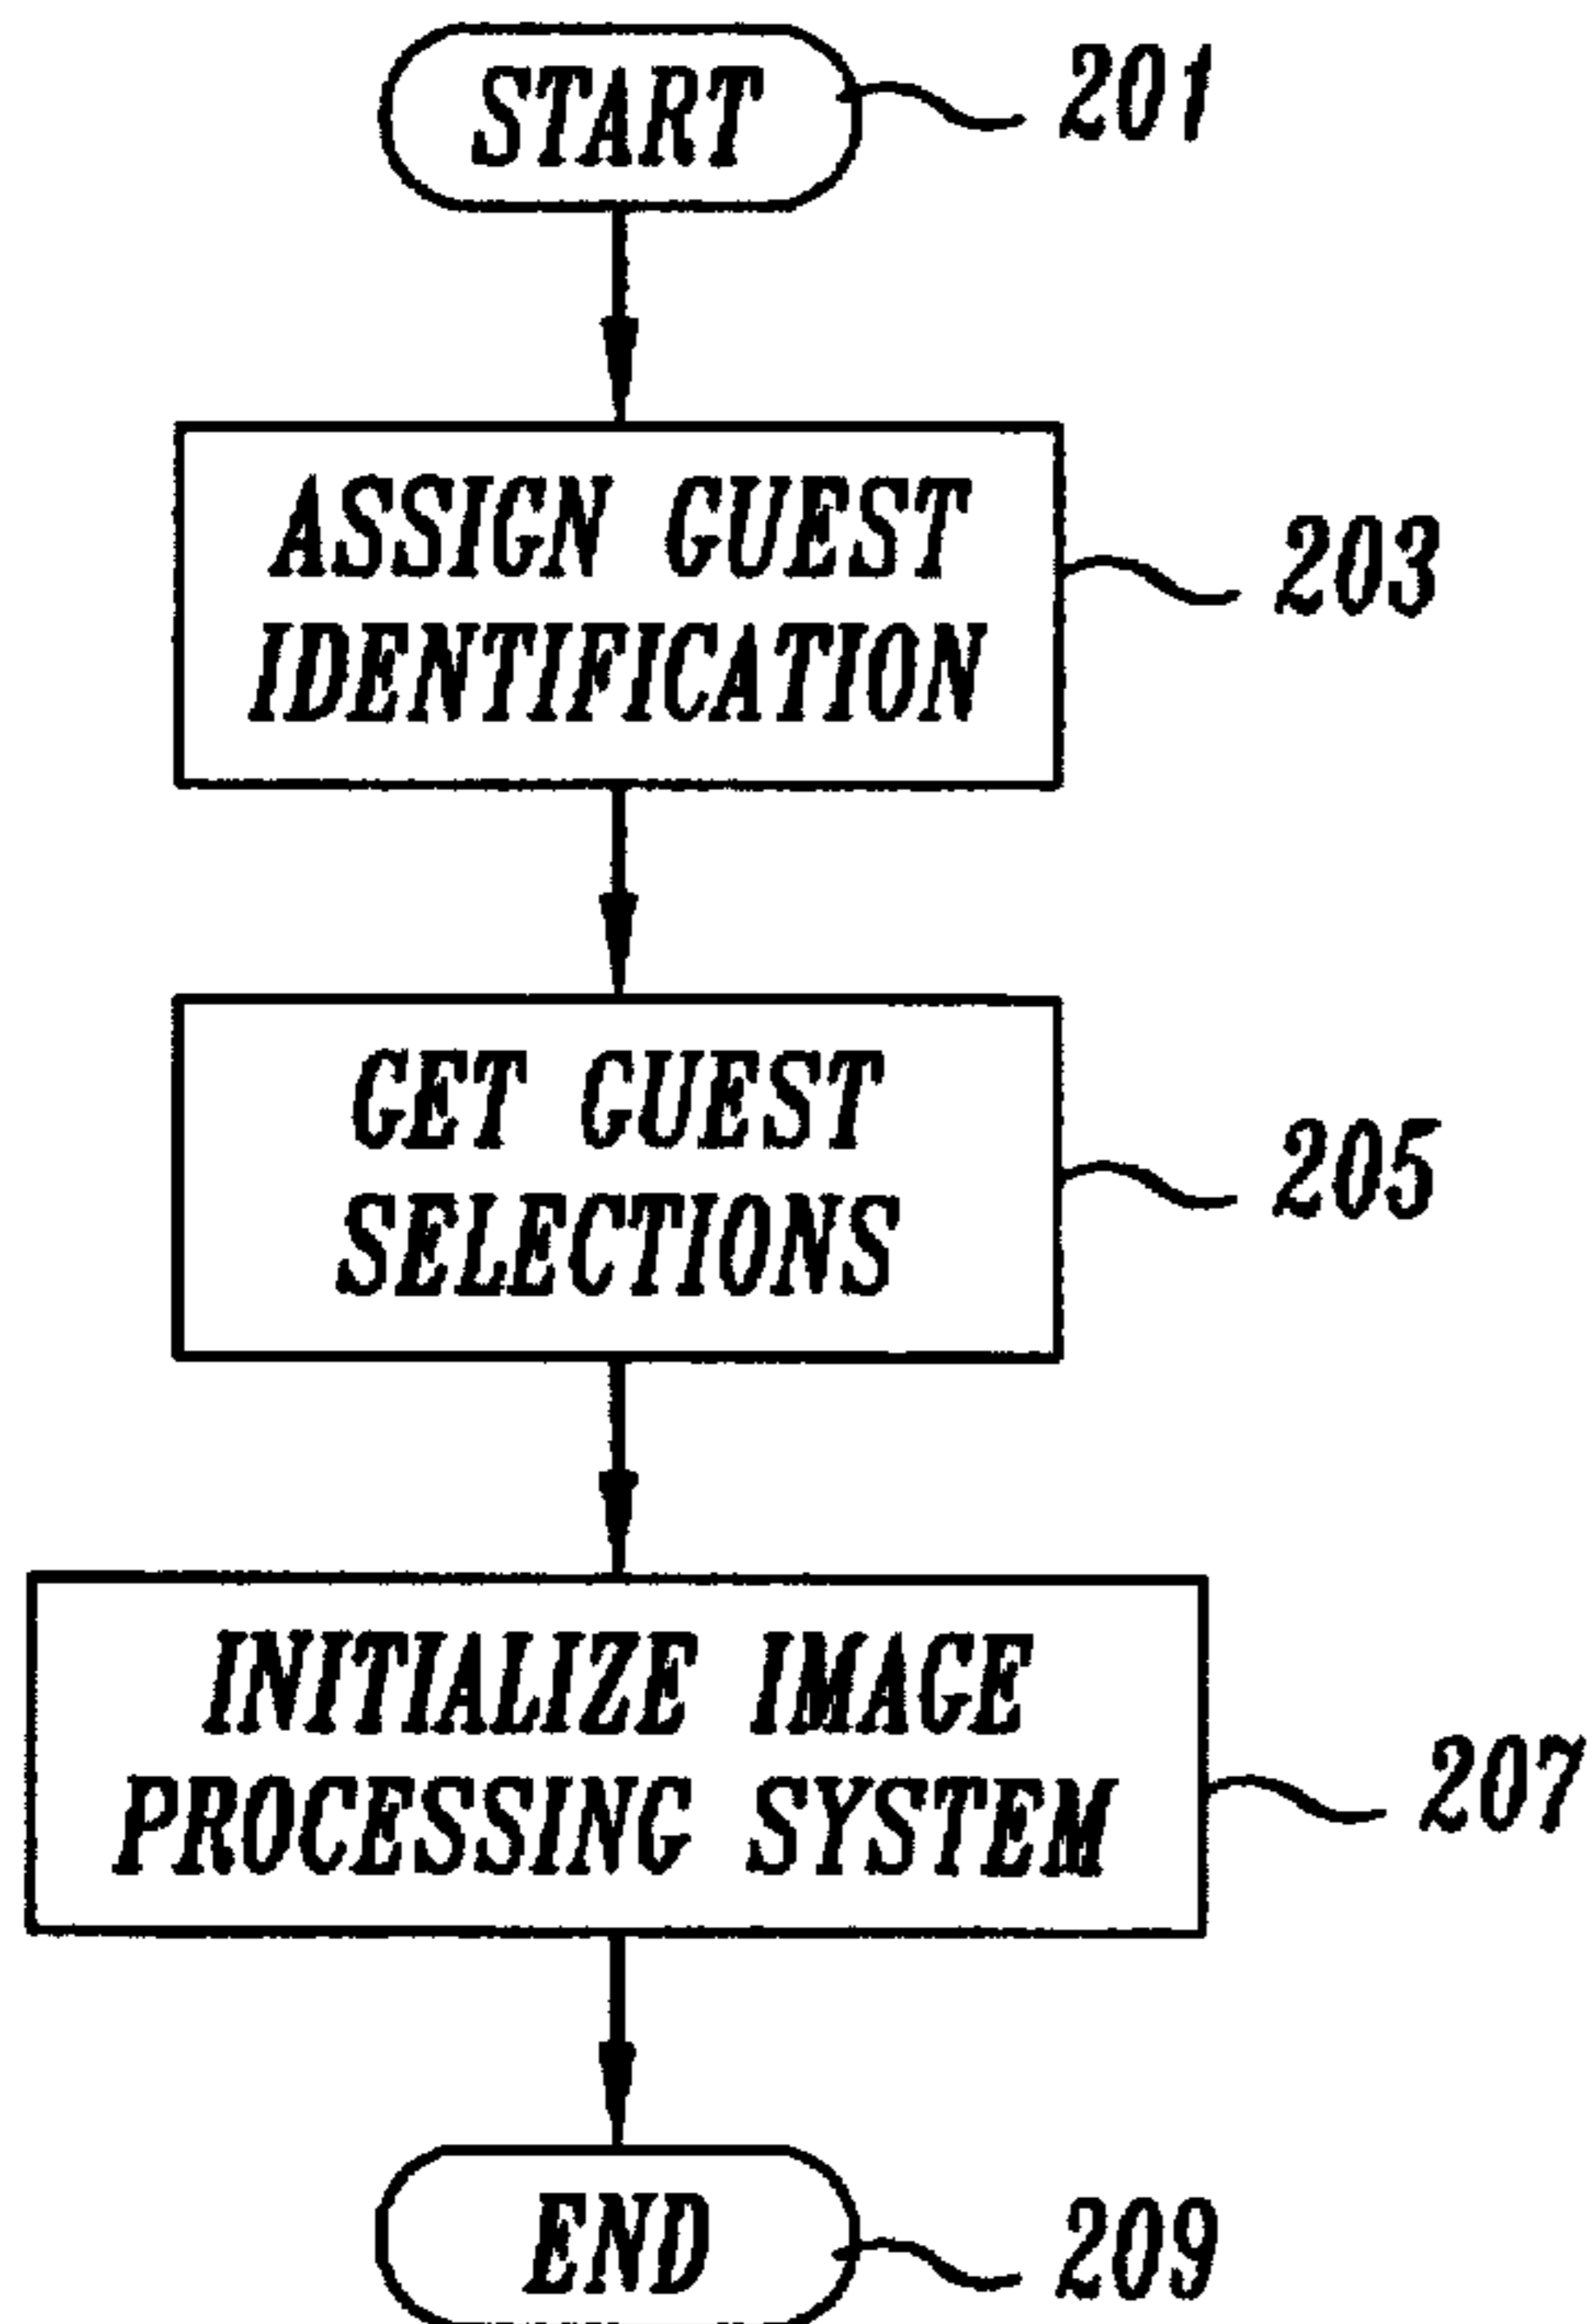 START
201
ASSIGN GUEST
IDENTIFICATION
203
GET GUEST
SELECTIONS
205
INITIALIZE IMAGE
PROCESSING SYSTEM
207
END
209